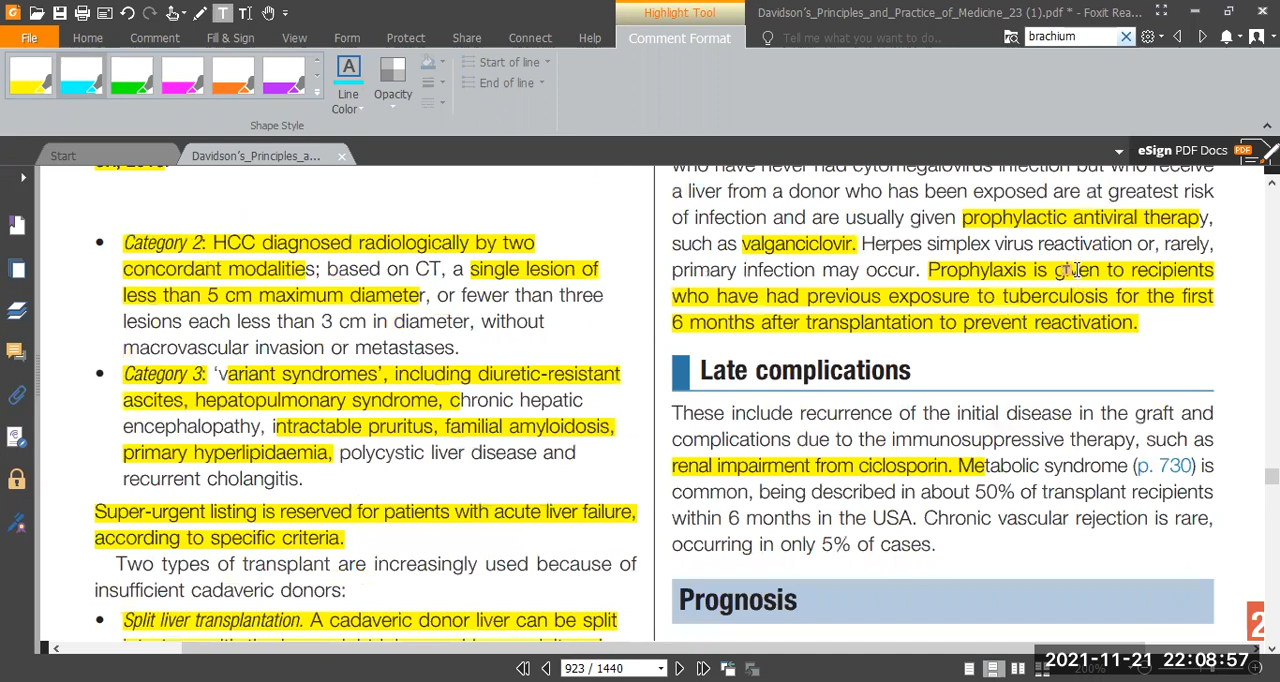 Highlight Tool
Davidson's_Principles_and_Practice_of_Medicine_23 (1).pdf * - Foxit Rea...
File
Home
Comment
Fill & Sign
View
Form
Protect
Share
Connect
Help
Comment Format
Tell me what you want to do..
brachium
Line
Color
Opacity
Start of line
End of line
Shape Style
Start
Davidson's_Principles_a...
eSign PDF Docs
Category 2: HCC diagnosed radiologically by two
concordant modalities; based on CT, a single lesion of
less than 5 cm maximum diameter, or fewer than three
lesions each less than 3 cm in diameter, without
macrovascular invasion or metastases.
Category 3: 'variant syndromes', including diuretic-resistant
ascites, hepatopulmonary syndrome, chronic hepatic
encephalopathy, intractable pruritus, familial amyloidosis,
primary hyperlipidaemia, polycystic liver disease and
recurrent cholangitis.
Super-urgent listing is reserved for patients with acute liver failure,
according to specific criteria.
Two types of transplant are increasingly used because of
insufficient cadaveric donors:
Split liver transplantation. A cadaveric donor liver can be split
who have never had cytomegalovirus infection but who receive
a liver from a donor who has been exposed are at greatest risk
of infection and are usually given prophylactic antiviral therapy,
such as valganciclovir. Herpes simplex virus reactivation or, rarely,
primary infection may occur. Prophylaxis is given to recipients
who have had previous exposure to tuberculosis for the first
6 months after transplantation to prevent reactivation.
Late complications
These include recurrence of the initial disease in the graft and
complications due to the immunosuppressive therapy, such as
renal impairment from ciclosporin. Metabolic syndrome (p. 730) is
common, being described in about 50% of transplant recipients
within 6 months in the USA. Chronic vascular rejection is rare,
occurring in only 5% of cases.
Prognosis
2
923 / 1440
2021-11-21 22:08:57
200%